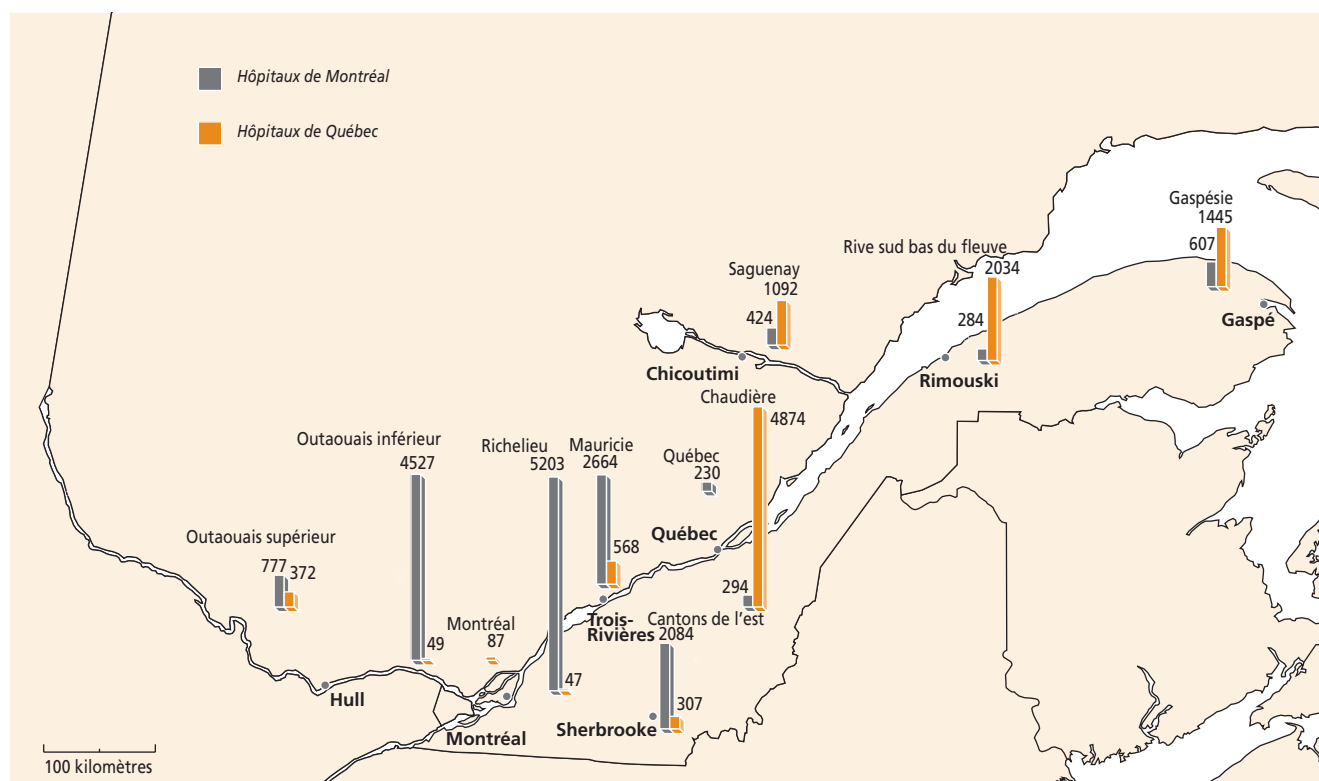 Hôpitaux de Montréal
Hôpitaux de Québec
Gaspésie
1445
607
Gaspé
Rive sud bas du fleuve
2034
284
Rimouski
Saguenay
1092
424
Chicoutimi
Chaudière
4874
294
Outaouais inférieur
4527
49
Richelieu
5203
47
Mauricie
2664
568
Québec
230
Québec
Outaouais supérieur
777
372
Montréal
87
Trois-
Rivières
Cantons de l'est
2084
307
Hull
Montréal
Sherbrooke
100 kilomètres